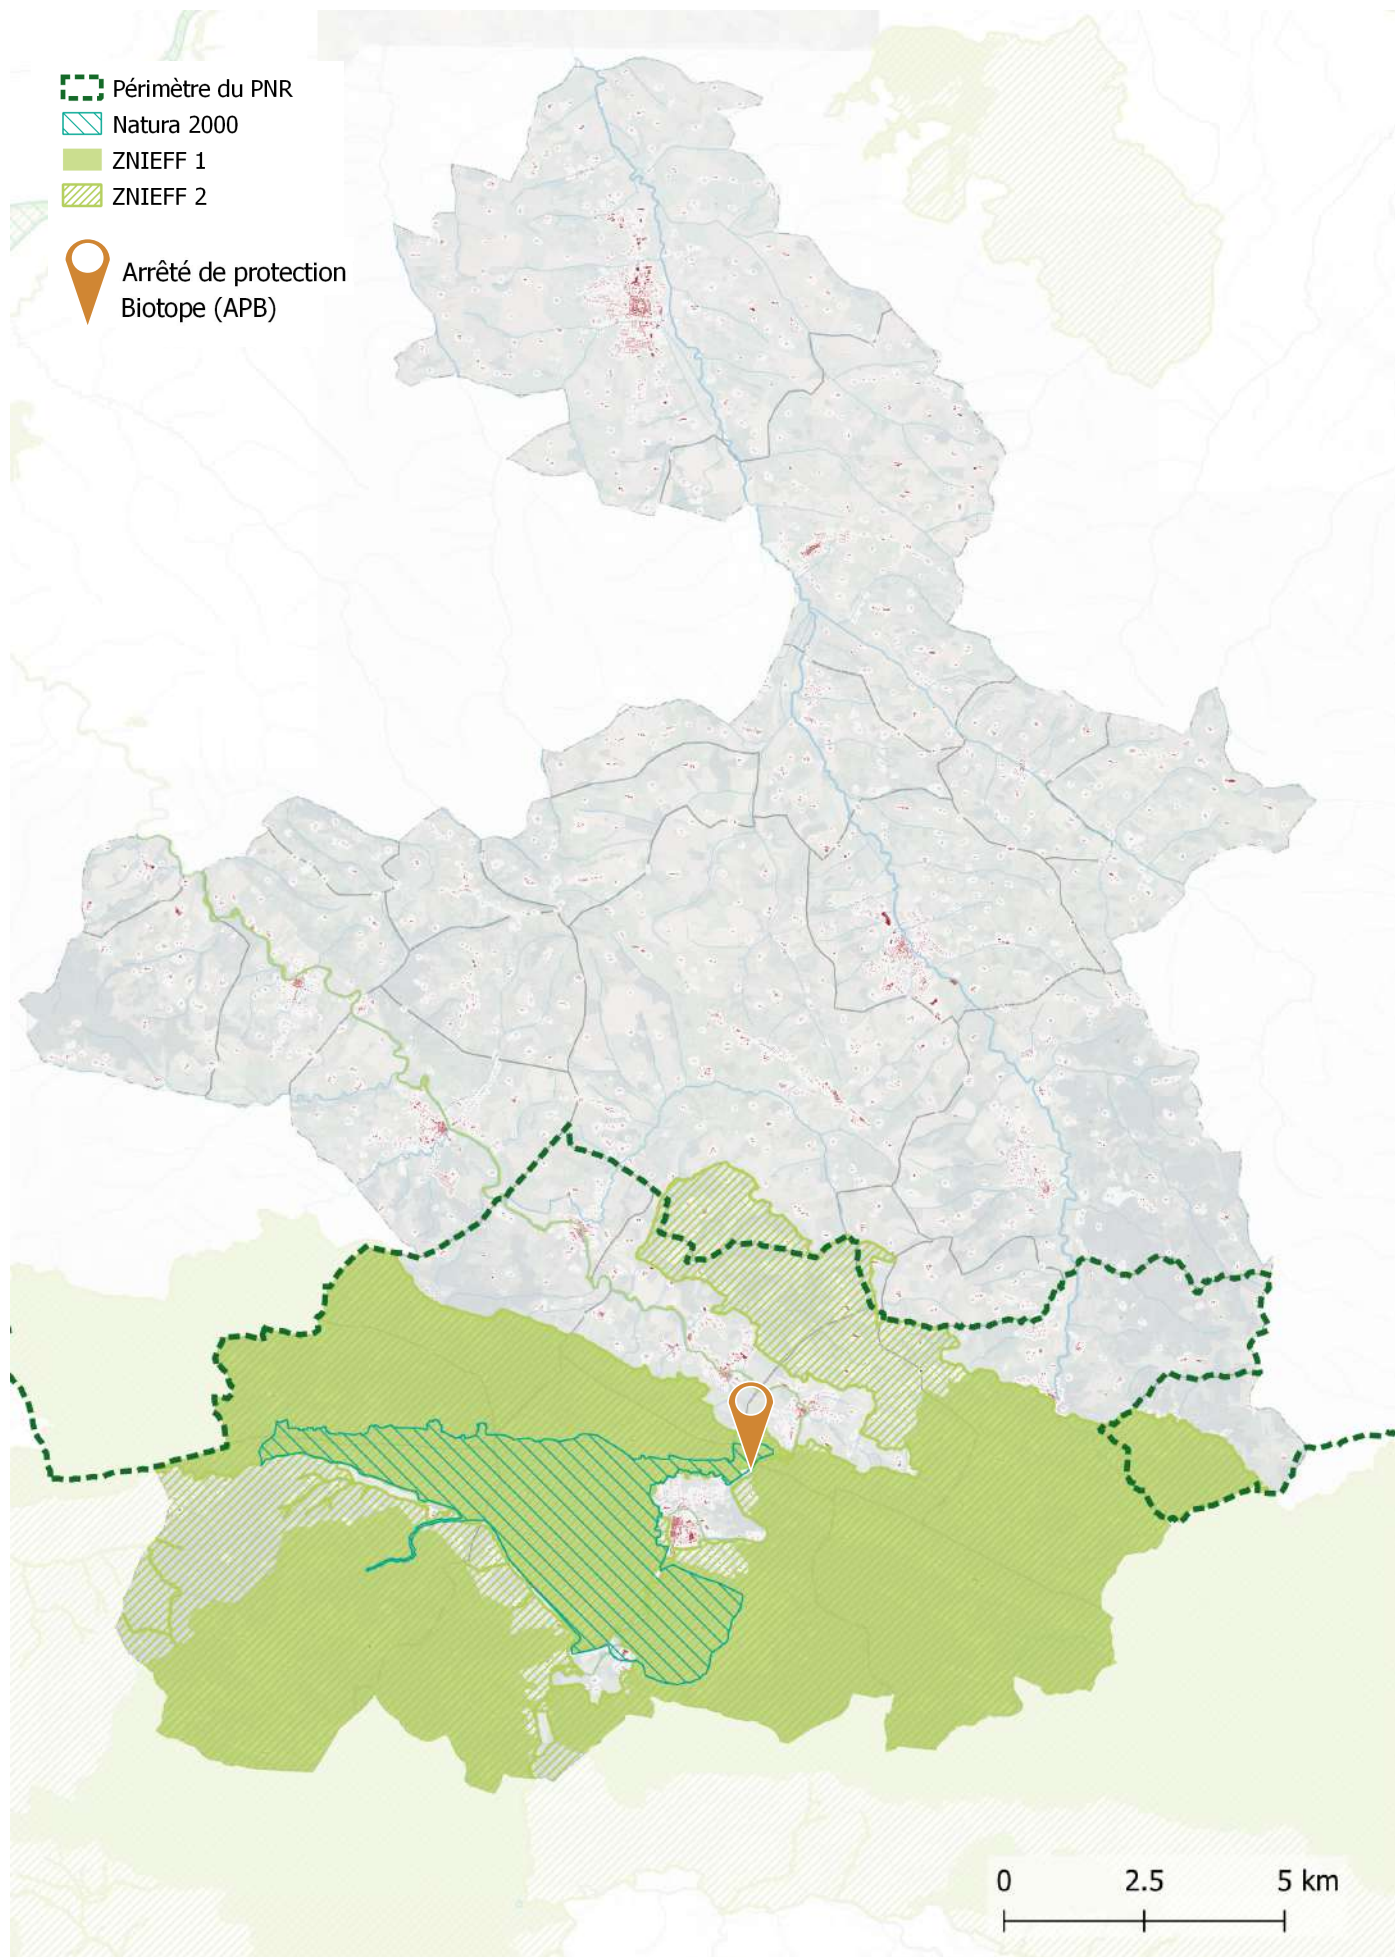 Périmètre du PNR
Natura 2000
ZNIEFF 1
ZNIEFF 2
Arrêté de protection
Biotope (APB)
0 2.5 5 km